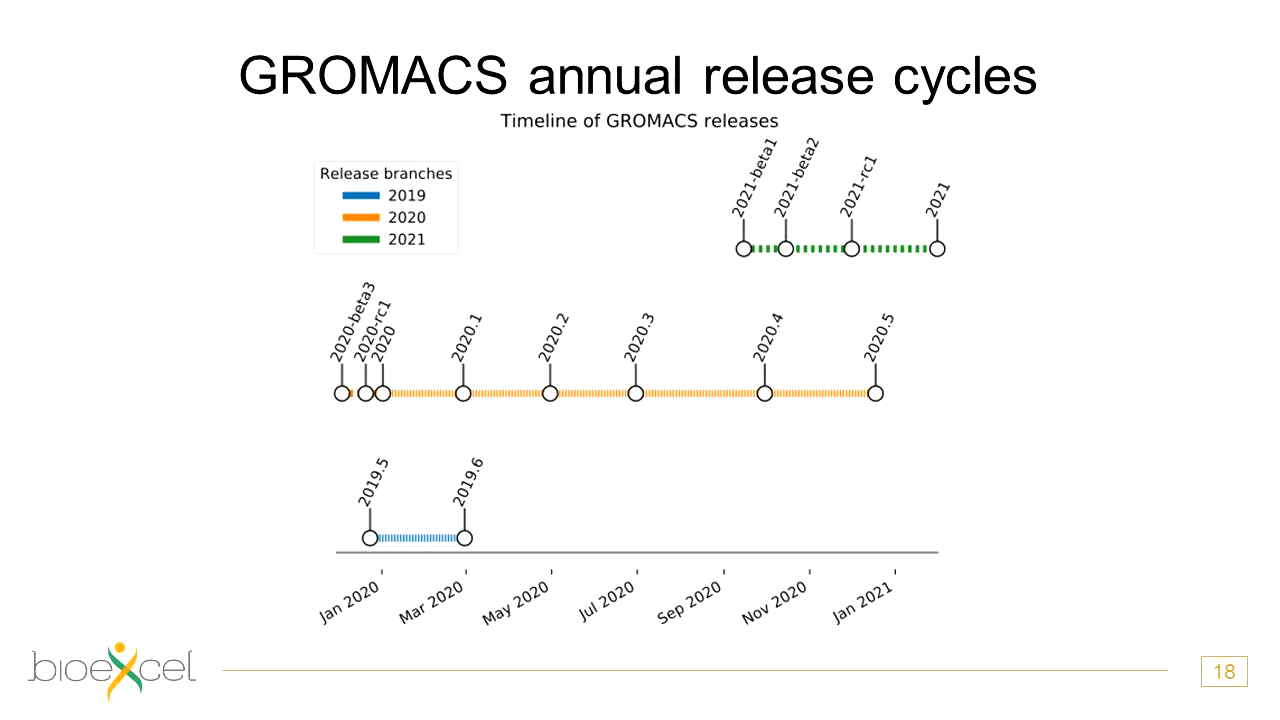 GROMACS annual release cycles
Timeline of GROMACS releases
Release branches
2019
2020
2021
2021-beta1
2021-beta2
2021-rc1
2021
2020-beta3
2020-rc1
2020
2020.1
2020.2
2020.3
2020.4
2020.5
2019.5
2019.6
Jan 2020
Mar 2020
May 2020
Jul 2020
Sep 2020
Nov 2020
Jan 2021
bioexcel
18